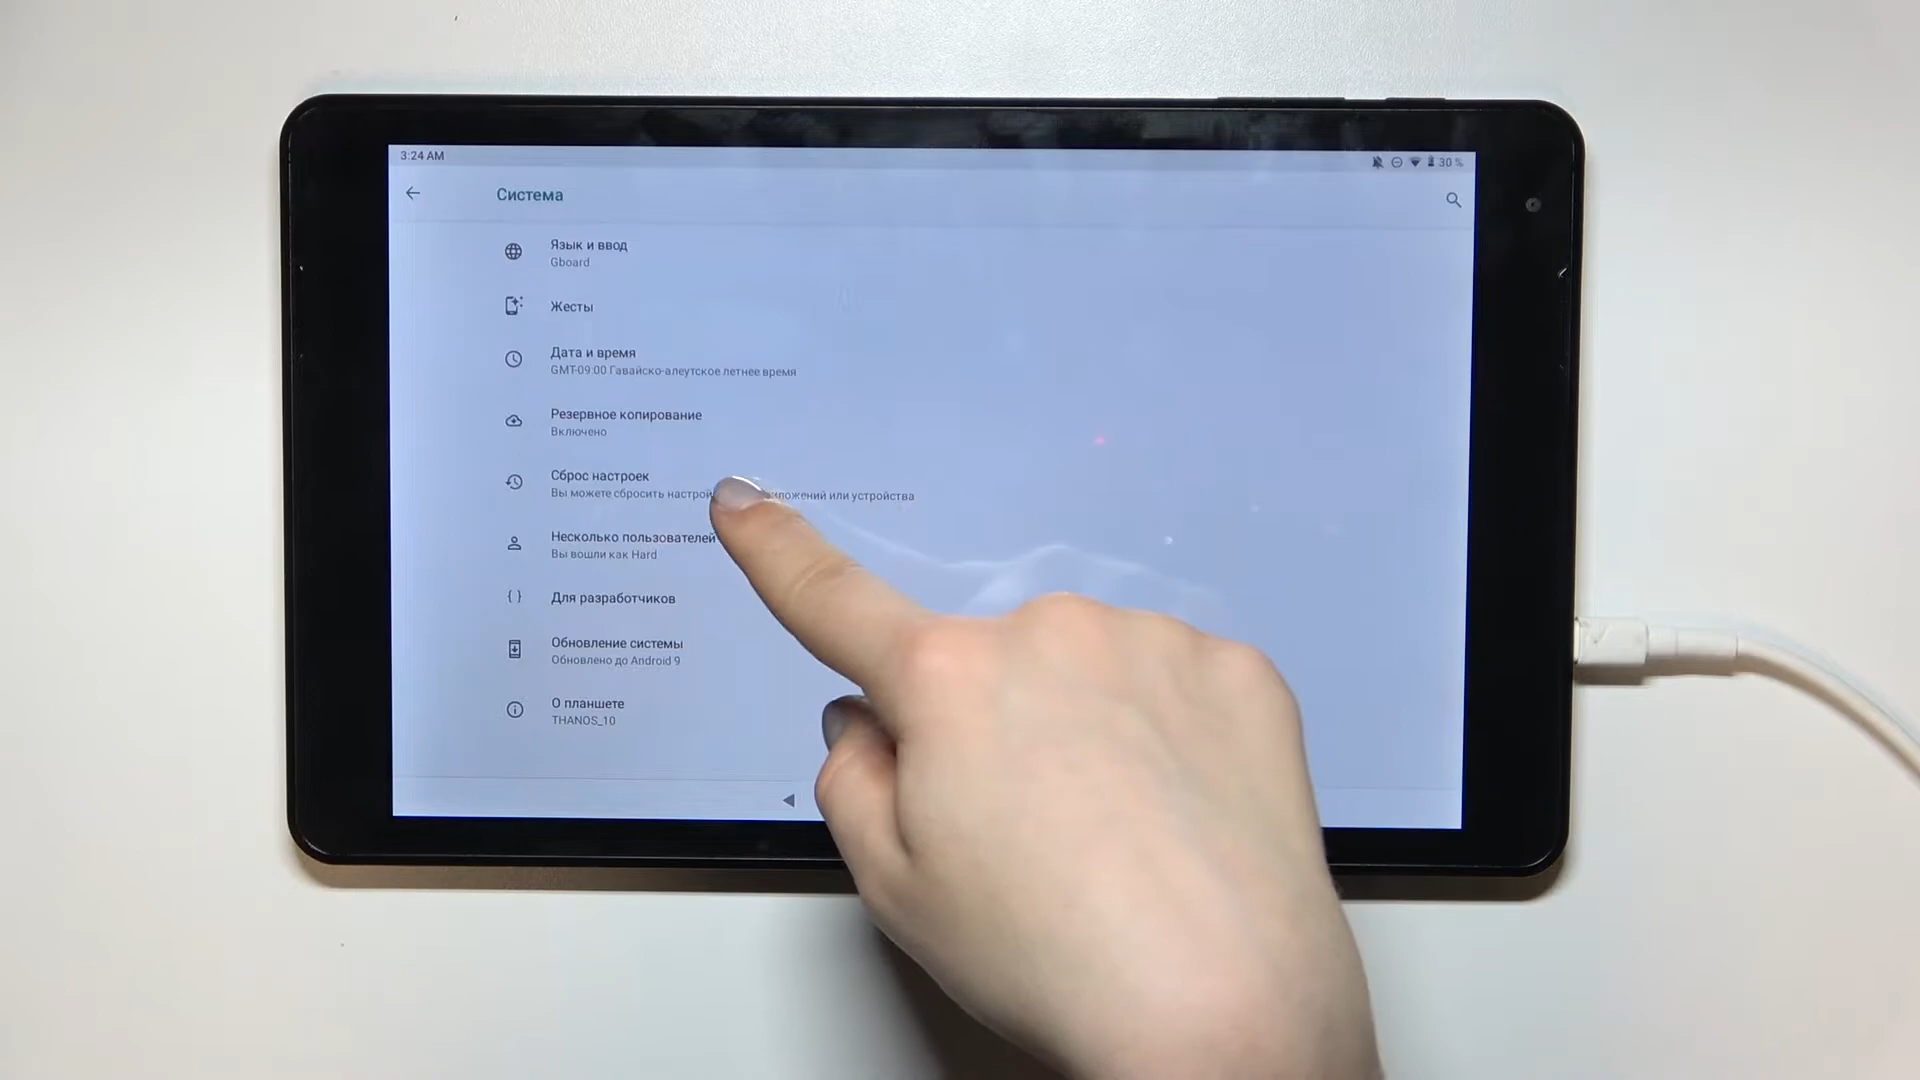 3:24 AM
30 %
Система
Язык и ввод
Gboard
Жесты
Дата и время
GMT-09:00 Гавайско-алеутское летнее время
Резервное копирование
Включено
Сброс настроек
Вы можете сбросить или устройства
Несколько пользователей
Вы вошли как Hard
{ }
Для разработчиков
Обновление системы
Обновлено до Android 9
О планшете
THANOS_10